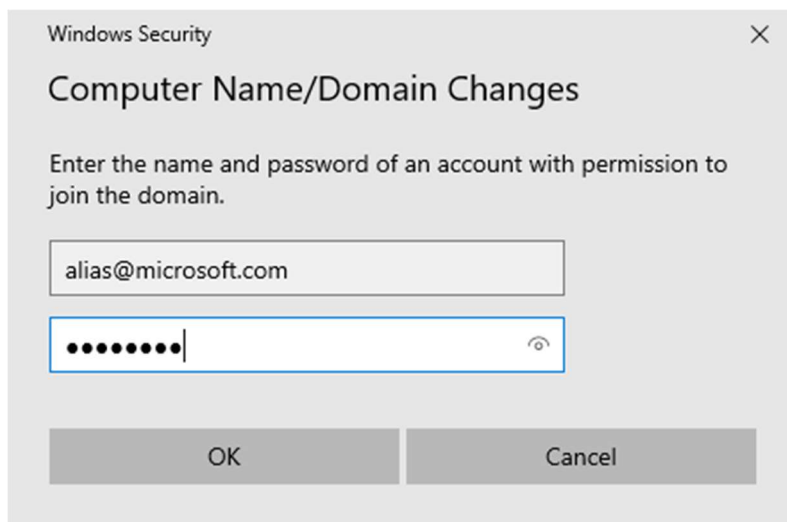 Windows Security
Computer Name/Domain Changes
Enter the name and password of an account with permission to
join the domain.
alias@microsoft.com
●●●●●●●●
OK
Cancel